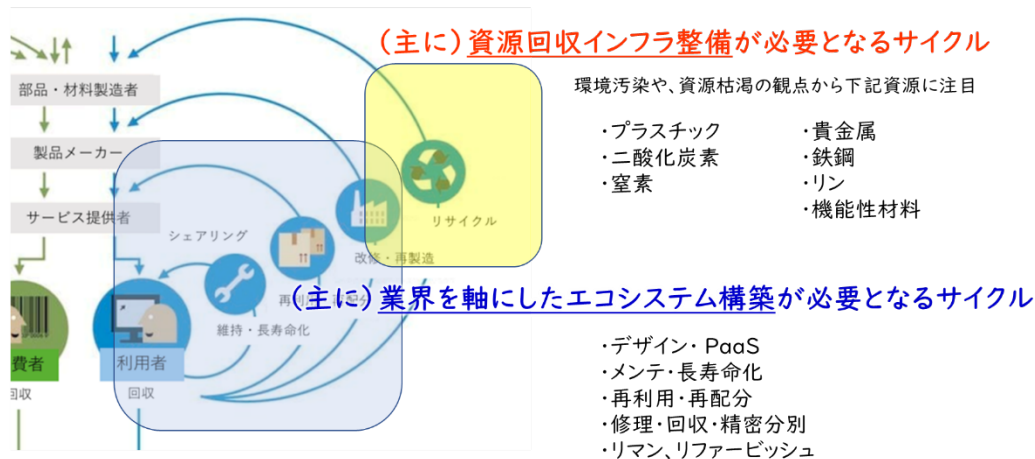 （主に）資源回収インフラ整備が必要となるサイクル
環境汚染や、資源枯渇の観点から下記資源に注目
・プラスチック
・二酸化炭素
・窒素
・貴金属
・鉄鋼
・リン
・機能性材料
部品・材料製造者
製品メーカー
サービス提供者
シェアリング
リサイクル
改修・再製造
再利用・再配分
維持・長寿命化
費者
利用者
回収
回収
（主に）業界を軸にしたエコシステム構築が必要となるサイクル
・デザイン・PaaS
・メンテ・長寿命化
・再利用・再配分
・修理・回収・精密分別
・リマン、リファービッシュ